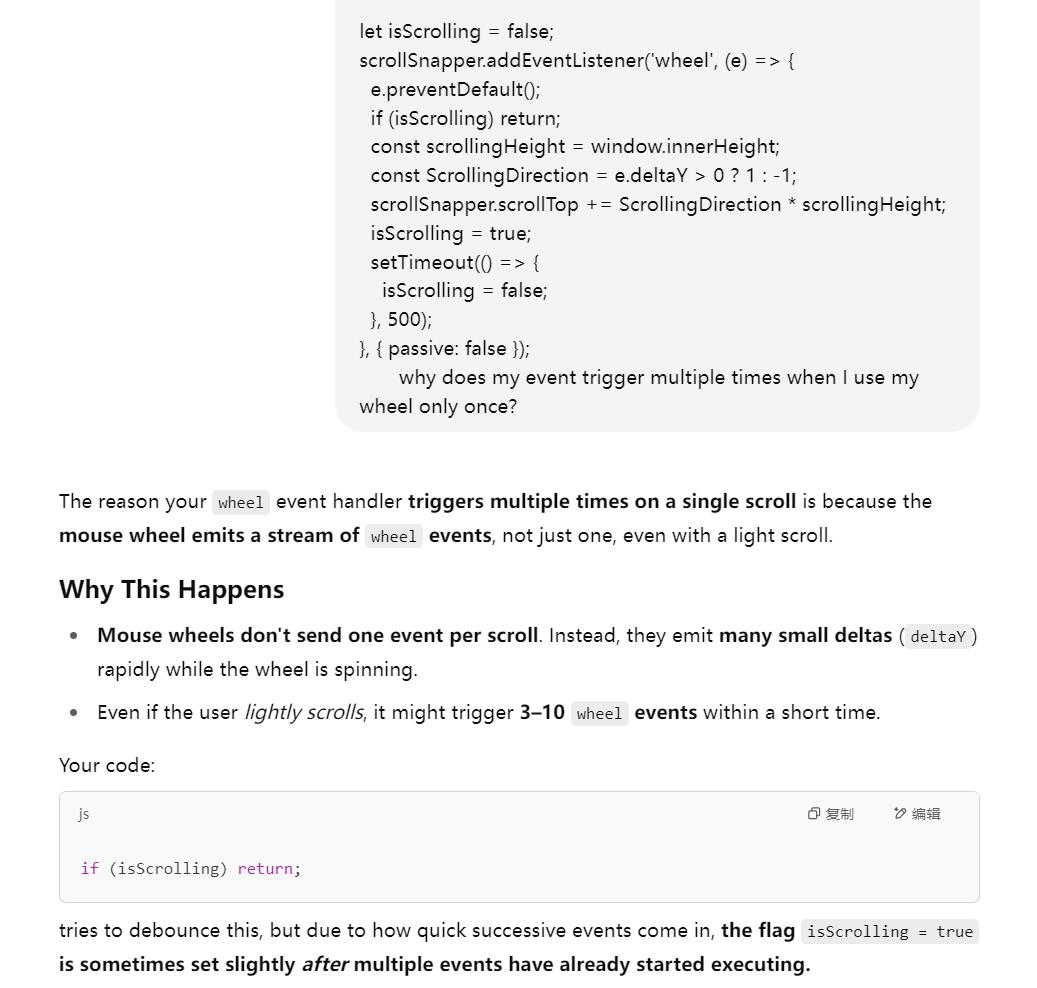 let isScrolling = false;
scrollSnapper.addEventListener('wheel', (e) => {
e.preventDefault();
if (isScrolling) return;
const scrollingHeight = window.innerHeight;
const ScrollingDirection = e.deltaY > 0 ? 1 : -1;
scrollSnapper.scrollTop += ScrollingDirection * scrollingHeight;
isScrolling = true;
setTimeout(() => {
isScrolling = false;
}, 500);
}, { passive: false });
why does my event trigger multiple times when I use my
wheel only once?
The reason your wheel event handler triggers multiple times on a single scroll is because the
mouse wheel emits a stream of wheel events, not just one, even with a light scroll.
Why This Happens
• Mouse wheels don't send one event per scroll. Instead, they emit many small deltas ( deltaY )
rapidly while the wheel is spinning.
• Even if the user lightly scrolls, it might trigger 3–10 wheel events within a short time.
Your code:
js 复制 编辑
if (isScrolling) return;
tries to debounce this, but due to how quick successive events come in, the flag isScrolling = true
is sometimes set slightly after multiple events have already started executing.